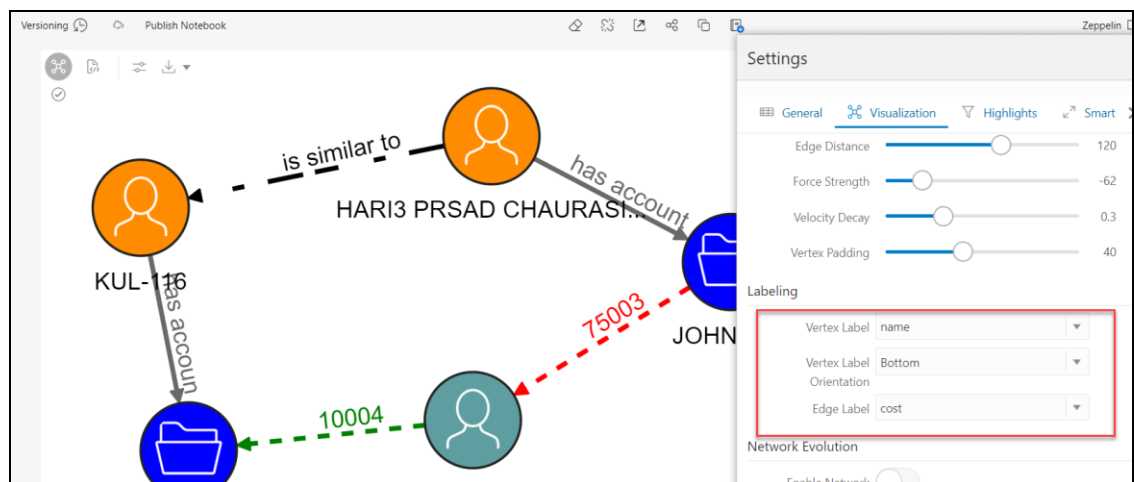 Versioning
Publish Notebook
Zeppelin
Settings
General
Visualization
Highlights
Smart
Edge Distance
120
Force Strength
-62
Velocity Decay
0.3
Vertex Padding
40
Labeling
Vertex Label
name
Vertex Label
Orientation
Bottom
Edge Label
cost
Network Evolution
Enable Network
is similar to
has account
HARI3 PRSAD CHAURASI...
KUL-116
has accoun
75003
JOHN
10004